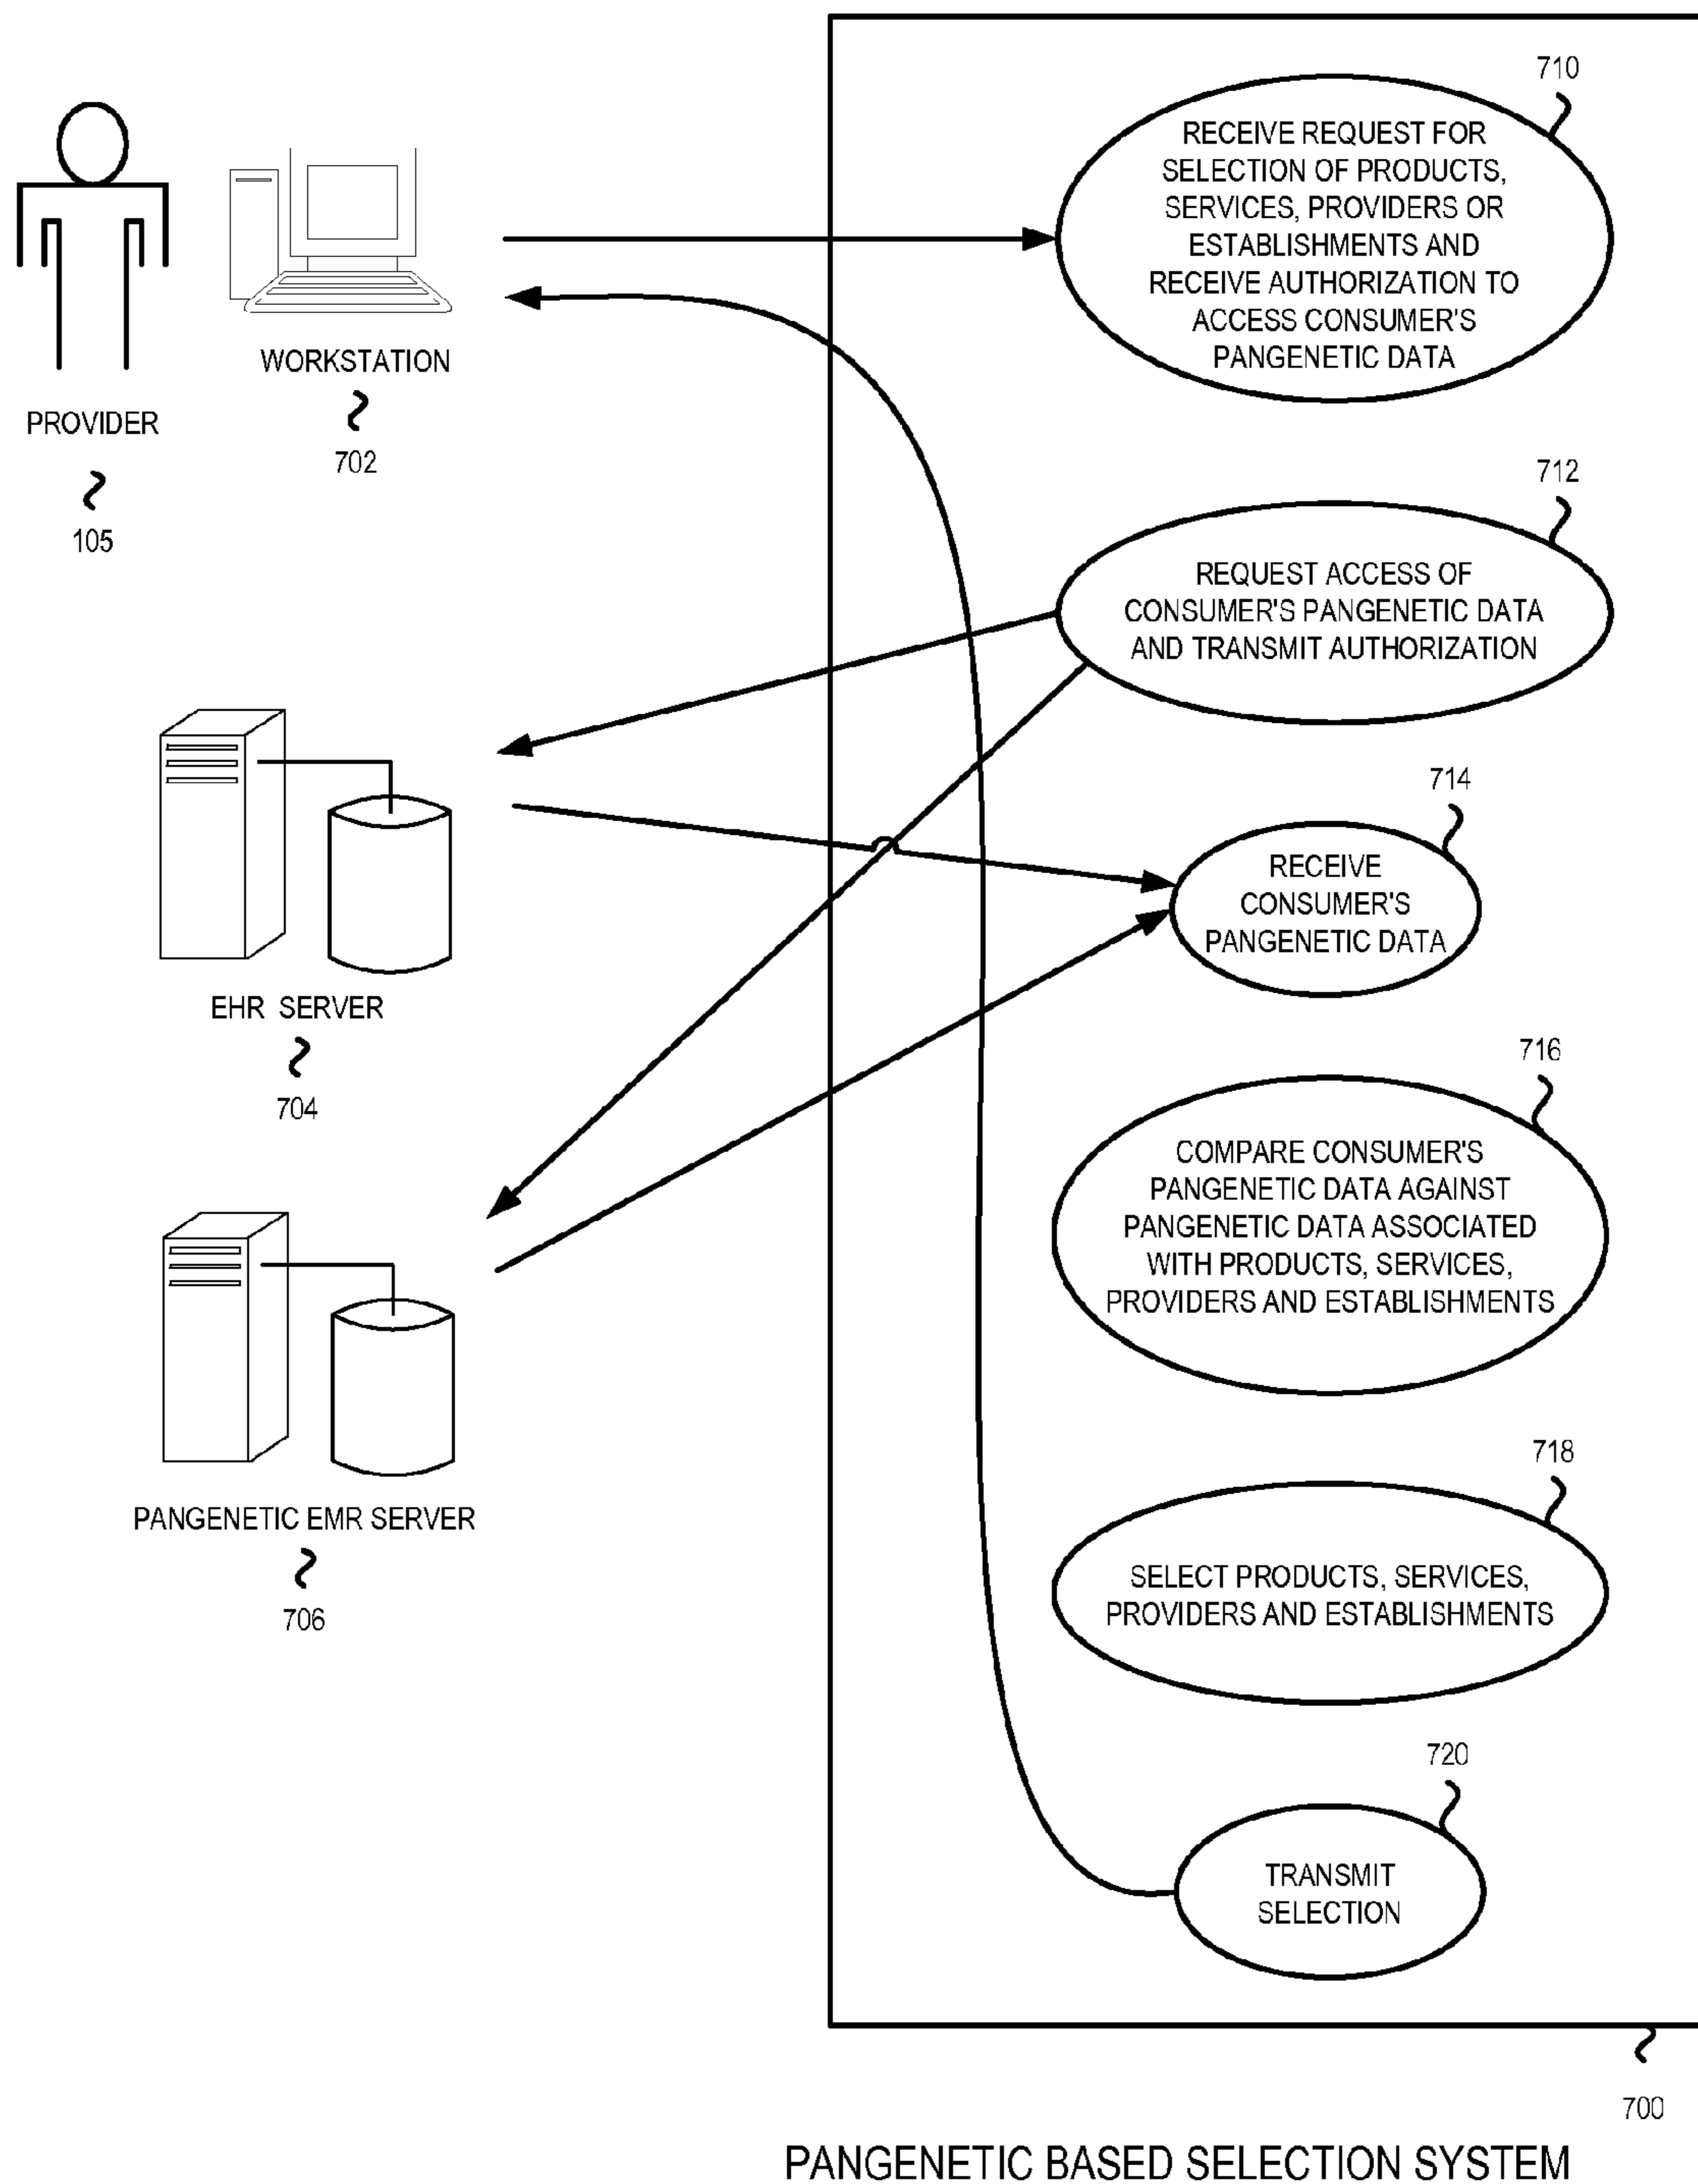 710
RECEIVE REQUEST FOR
SELECTION OF PRODUCTS,
SERVICES, PROVIDERS OR
ESTABLISHMENTS AND
RECEIVE AUTHORIZATION TO
ACCESS CONSUMER'S
PANGENETIC DATA
WORKSTATION
702
PROVIDER
105
712
REQUEST ACCESS OF
CONSUMER'S PANGENETIC DATA
AND TRANSMIT AUTHORIZATION
714
RECEIVE
CONSUMER'S
PANGENETIC DATA
EHR SERVER
704
716
COMPARE CONSUMER'S
PANGENETIC DATA AGAINST
PANGENETIC DATA ASSOCIATED
WITH PRODUCTS, SERVICES,
PROVIDERS AND ESTABLISHMENTS
PANGENETIC EMR SERVER
706
718
SELECT PRODUCTS, SERVICES,
PROVIDERS AND ESTABLISHMENTS
720
TRANSMIT
SELECTION
700
PANGENETIC BASED SELECTION SYSTEM